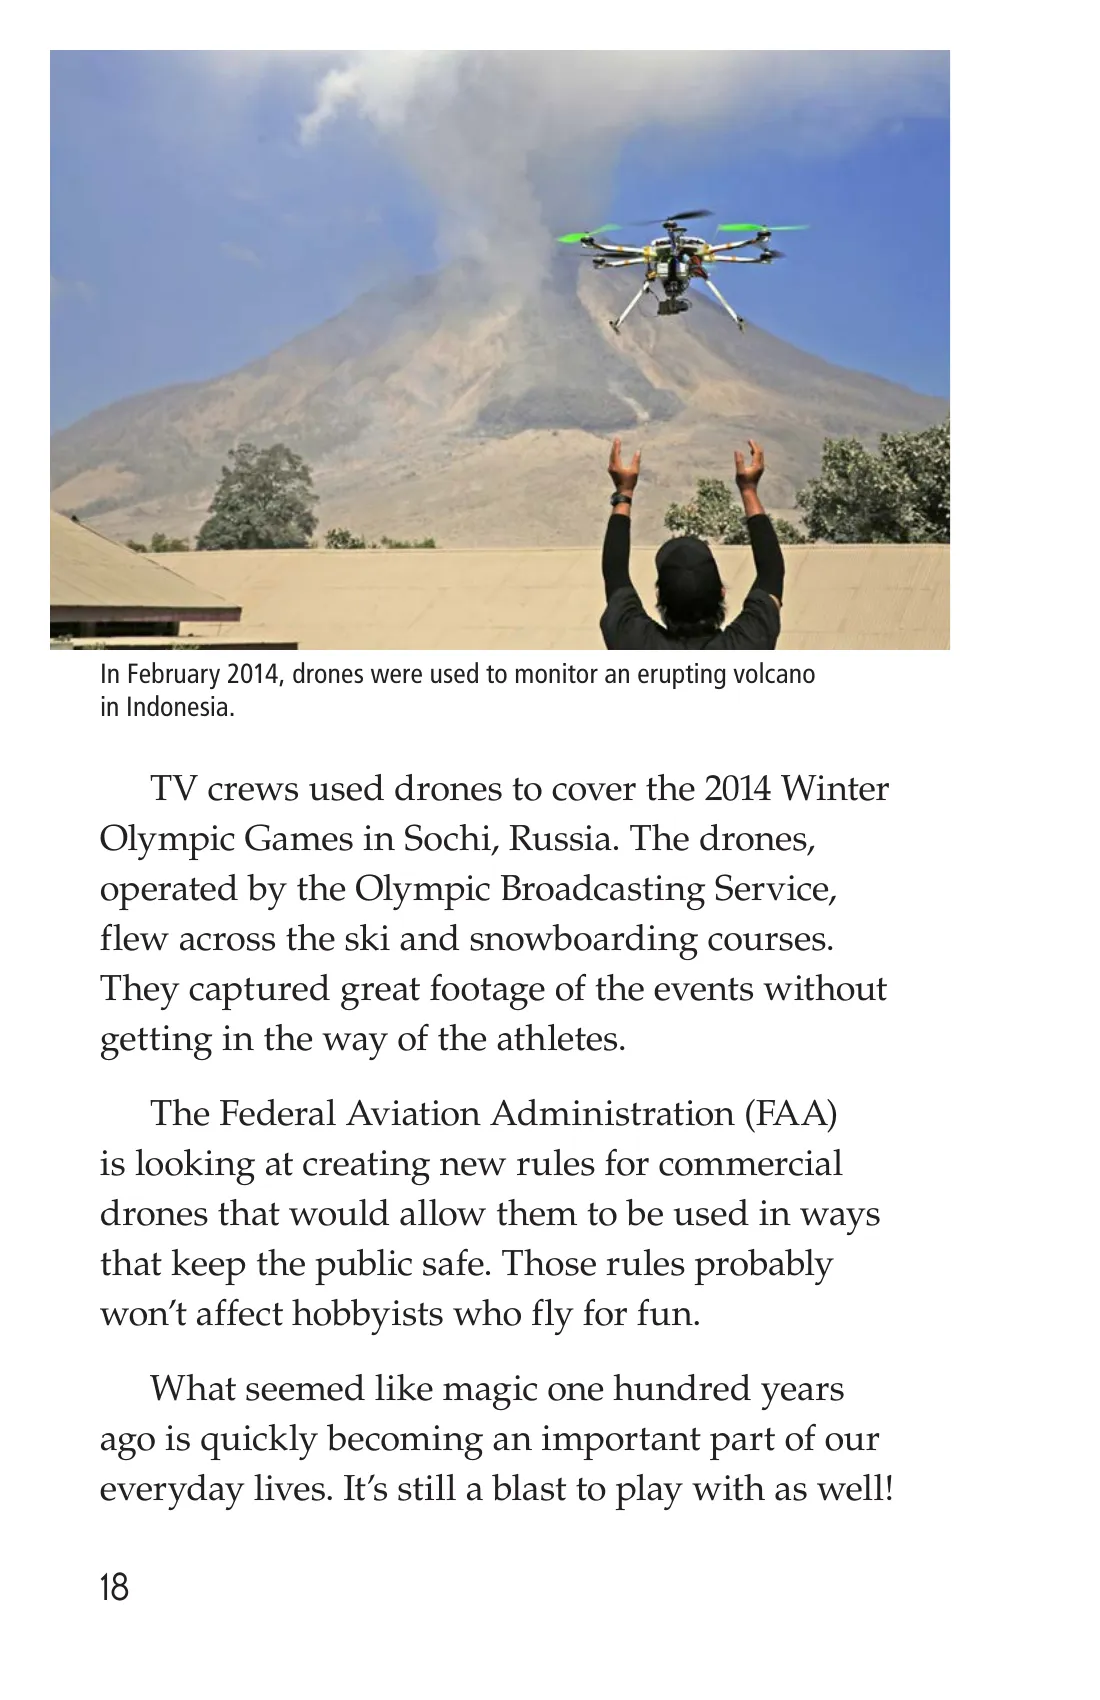 In February 2014, drones were used to monitor an erupting volcano
in Indonesia.
TV crews used drones to cover the 2014 Winter
Olympic Games in Sochi, Russia. The drones,
operated by the Olympic Broadcasting Service,
flew across the ski and snowboarding courses.
They captured great footage of the events without
getting in the way of the athletes.
The Federal Aviation Administration (FAA)
is looking at creating new rules for commercial
drones that would allow them to be used in ways
that keep the public safe. Those rules probably
won’t affect hobbyists who fly for fun.
What seemed like magic one hundred years
ago is quickly becoming an important part of our
everyday lives. It’s still a blast to play with as well!
18